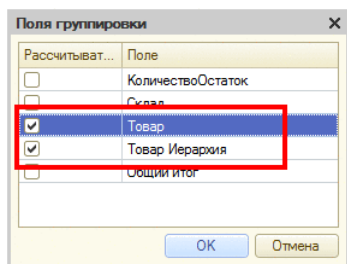 Поля группировки
Рассчитыват... Поле
КоличествоОстаток
Склад
Товар
Товар Иерархия
Общий итог
OK Отмена